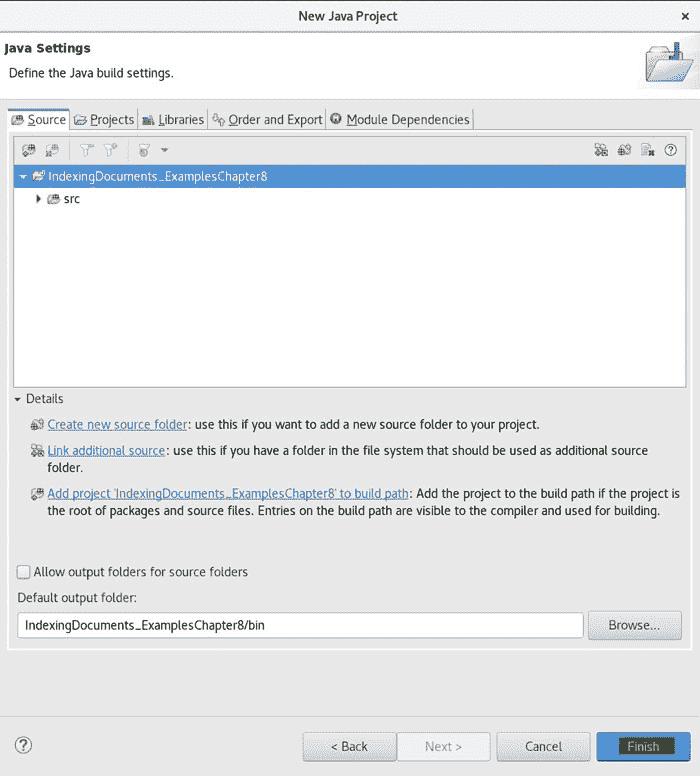 New Java Project
Java Settings
Define the Java build settings.
Source Projects Libraries Order and Export Module Dependencies
IndexingDocuments_ExamplesChapter8
src
Details
Create new source folder: use this if you want to add a new source folder to your project.
Link additional source: use this if you have a folder in the file system that should be used as additional source
folder.
Add project 'IndexingDocuments_ExamplesChapter8' to build path: Add the project to the build path if the project is
the root of packages and source files. Entries on the build path are visible to the compiler and used for building.
Allow output folders for source folders
Default output folder:
IndexingDocuments_ExamplesChapter8/bin Browse...
< Back Next > Cancel Finish